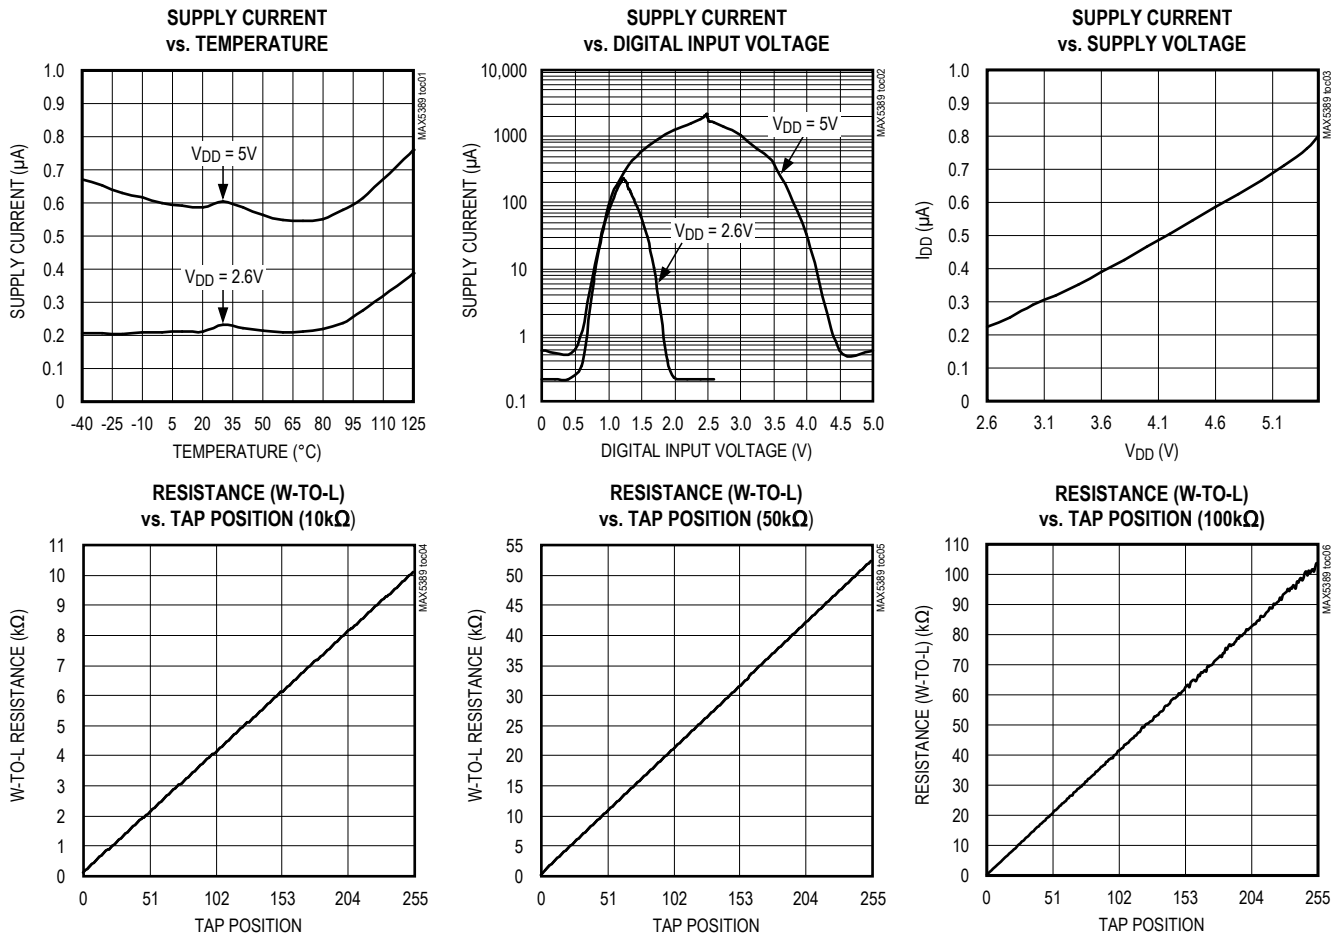 SUPPLY CURRENT
vs. TEMPERATURE
MAX5389 toc01
SUPPLY CURRENT (µA)
1.0
0.9
0.8
0.7
0.6
0.5
0.4
0.3
0.2
0.1
0
VDD = 5V
VDD = 2.6V
-40 -25 -10 5 20 35 50 65 80 95 110 125
TEMPERATURE (°C)
SUPPLY CURRENT
vs. DIGITAL INPUT VOLTAGE
MAX5389 toc02
SUPPLY CURRENT (µA)
10,000
1000
100
10
1
0.1
VDD = 5V
VDD = 2.6V
0 0.5 1.0 1.5 2.0 2.5 3.0 3.5 4.0 4.5 5.0
DIGITAL INPUT VOLTAGE (V)
SUPPLY CURRENT
vs. SUPPLY VOLTAGE
MAX5389 toc03
IDD (µA)
1.0
0.9
0.8
0.7
0.6
0.5
0.4
0.3
0.2
0.1
0
2.6 3.1 3.6 4.1 4.6 5.1
VDD (V)
RESISTANCE (W-TO-L)
vs. TAP POSITION (10kΩ)
MAX5389 toc04
W-TO-L RESISTANCE (kΩ)
11
10
9
8
7
6
5
4
3
2
1
0
0 51 102 153 204 255
TAP POSITION
RESISTANCE (W-TO-L)
vs. TAP POSITION (50kΩ)
MAX5389 toc05
W-TO-L RESISTANCE (kΩ)
55
50
45
40
35
30
25
20
15
10
5
0
0 51 102 153 204 255
TAP POSITION
RESISTANCE (W-TO-L)
vs. TAP POSITION (100kΩ)
MAX5389 toc06
RESISTANCE (W-TO-L) (kΩ)
110
100
90
80
70
60
50
40
30
20
10
0
0 51 102 153 204 255
TAP POSITION